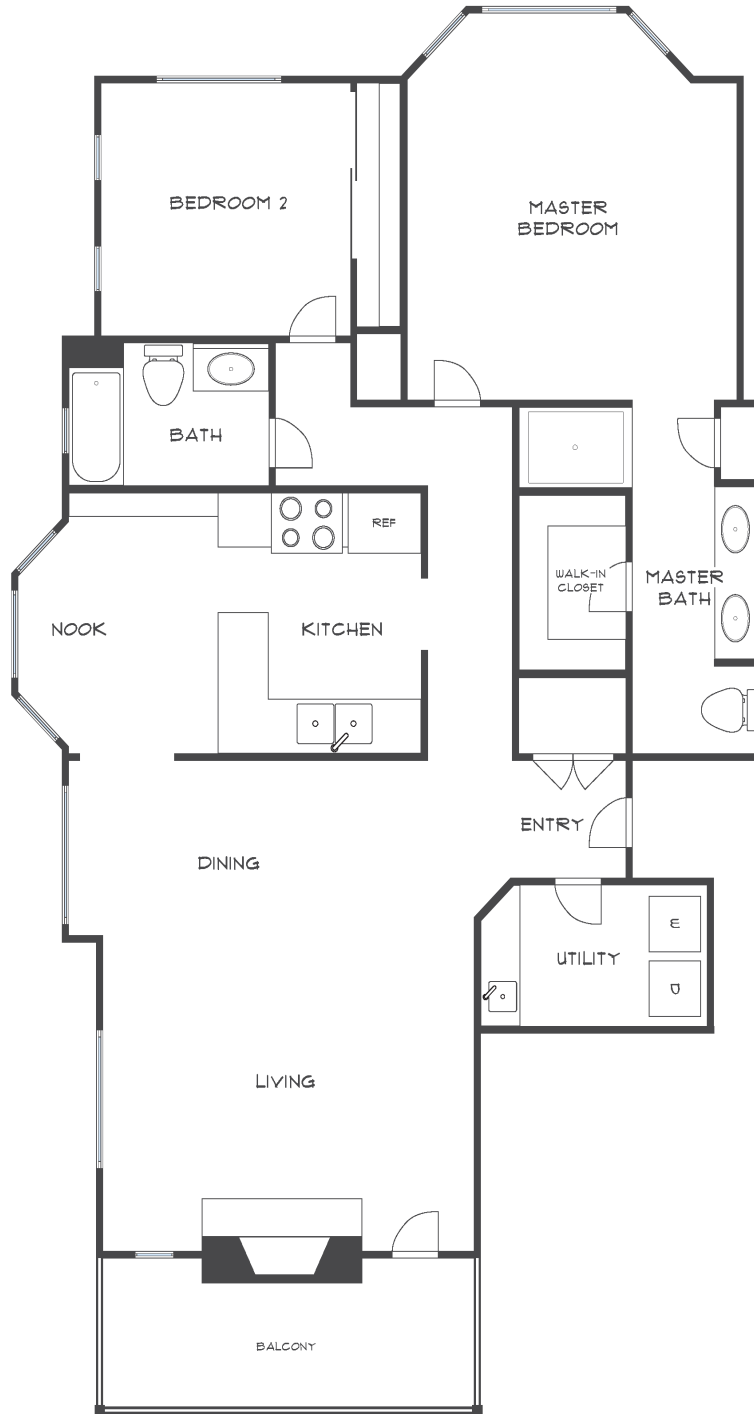 BEDROOM 2
MASTER
BEDROOM
BATH
REF
WALK-IN
CLOSET
MASTER
BATH
NOOK
KITCHEN
ENTRY
DINING
UTILITY
W
D
LIVING
BALCONY